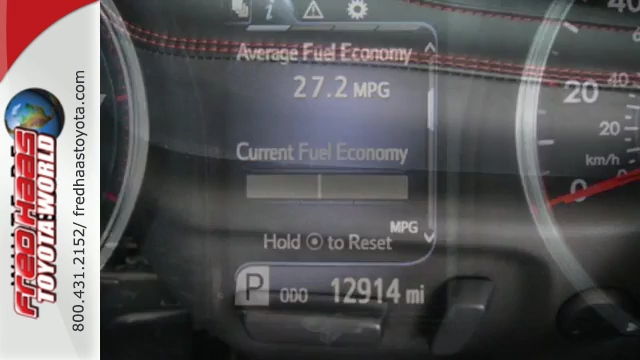 Average Fuel Economy
27.2 MPG
Current Fuel Economy
MPG
Hold to Reset
P ODO 12914 mi
40
20
0
40
20
km/h
FRED HAAS
TOYOTA WORLD
800.431.2152/ fredhaastoyota.com